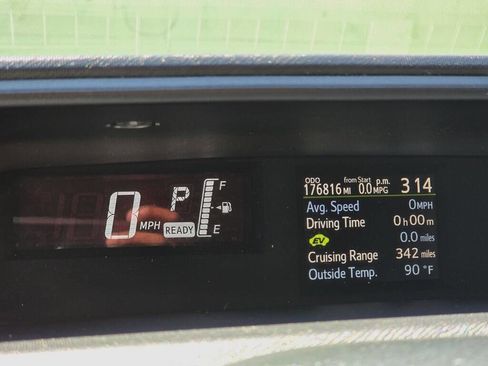 0 MPH P READY F E
ODO from Start p.m.
176816 MI 0.0 MPG 3:14
Avg. Speed 0 MPH
Driving Time 0 h 00 m
EV 0.0 miles
Cruising Range 342 miles
Outside Temp. 90 °F